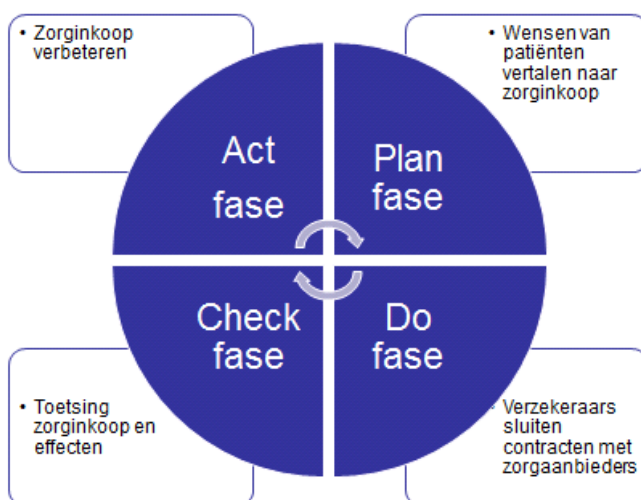 • Zorginkoop
verbeteren
• Wensen van
patiënten
vertalen naar
zorginkoop
Act
fase
Plan
fase
Check
fase
Do
fase
• Toetsing
zorginkoop en
effecten
• Verzekeraars
sluiten
contracten met
zorgaanbieders